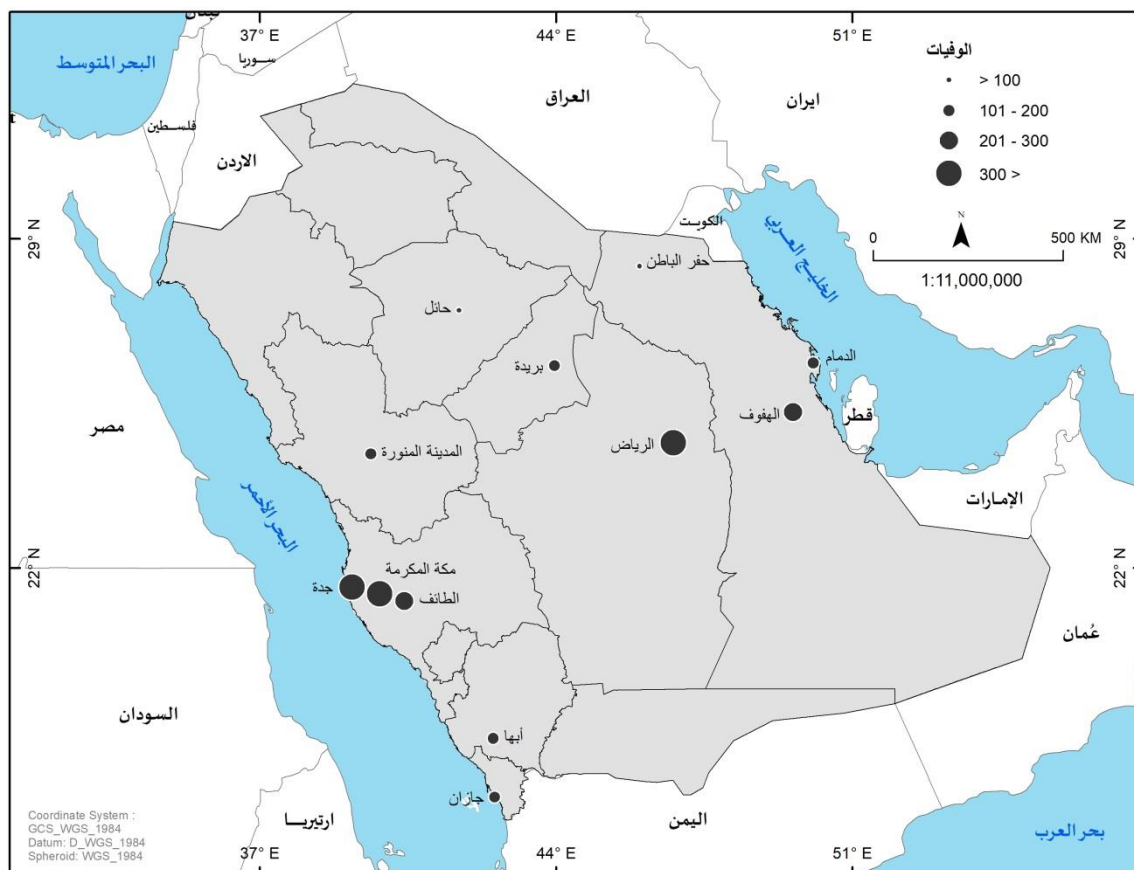 37° E
44° E
51° E
لبنان
سوريا
البحر المتوسط
العراق
ايران
الوفيات
> 100
101 - 200
201 - 300
300 >
فلسطين
الاردن
الكويت
N
0
500 KM
1:11,000,000
29° N
29° N
الخليج العربي
حفر الباطن
حائل
بريدة
الدمام
الهفوف
قطر
الرياض
مصر
المدينة المنورة
الإمارات
البحر الأحمر
22° N
22° N
مكة المكرمة
جدة
الطائف
عُمان
السودان
أبها
جازان
ارتيريا
اليمن
بحر العرب
Coordinate System :
GCS_WGS_1984
Datum: D_WGS_1984
Spheroid: WGS_1984
37° E
44° E
51° E